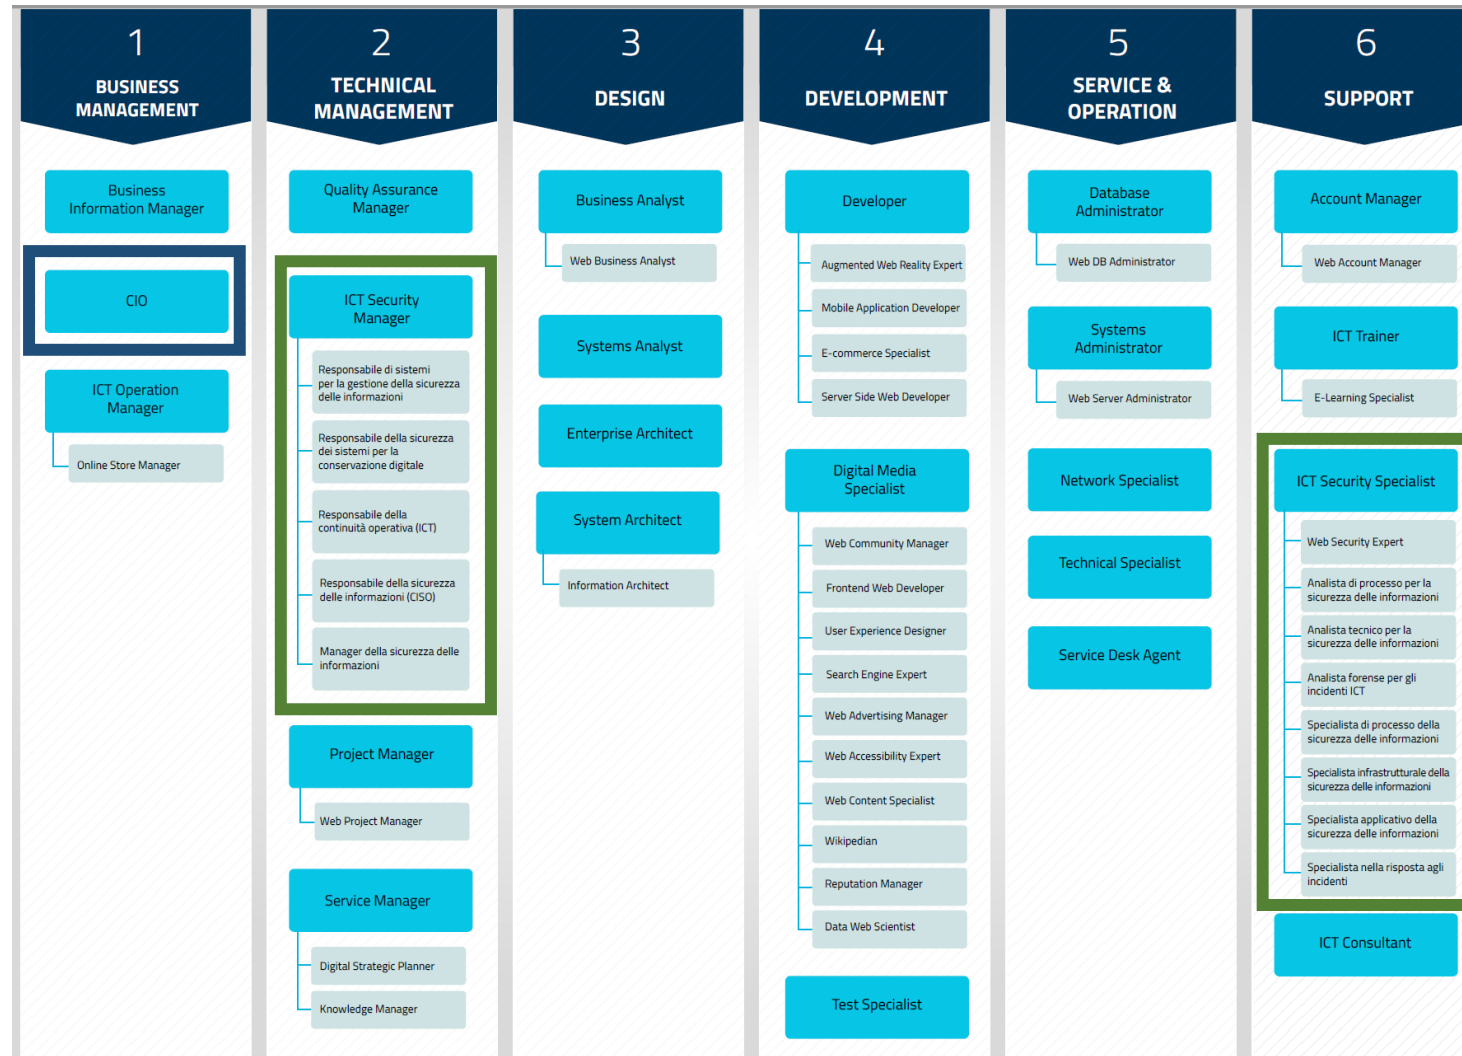 1
BUSINESS
MANAGEMENT
Business
Information Manager
CIO
ICT Operation
Manager
Online Store Manager
2
TECHNICAL
MANAGEMENT
Quality Assurance
Manager
ICT Security
Manager
Responsabile di sistemi
per la gestione della sicurezza
delle informazioni
Responsabile della sicurezza
dei sistemi per la
conservazione digitale
Responsabile della
continuità operativa (ICT)
Responsabile della sicurezza
delle informazioni (CISO)
Manager della sicurezza delle
informazioni
Project Manager
Web Project Manager
Service Manager
Digital Strategic Planner
Knowledge Manager
3
DESIGN
Business Analyst
Web Business Analyst
Systems Analyst
Enterprise Architect
System Architect
Information Architect
4
DEVELOPMENT
Developer
Augmented Web Reality Expert
Mobile Application Developer
E-commerce Specialist
Server Side Web Developer
Digital Media
Specialist
Web Community Manager
Frontend Web Developer
User Experience Designer
Search Engine Expert
Web Advertising Manager
Web Accessibility Expert
Web Content Specialist
Wikipedian
Reputation Manager
Data Web Scientist
Test Specialist
5
SERVICE &
OPERATION
Database
Administrator
Web DB Administrator
Systems
Administrator
Web Server Administrator
Network Specialist
Technical Specialist
Service Desk Agent
6
SUPPORT
Account Manager
Web Account Manager
ICT Trainer
E-Learning Specialist
ICT Security Specialist
Web Security Expert
Analista di processo per la
sicurezza delle informazioni
Analista tecnico per la
sicurezza delle informazioni
Analista forense per gli
incidenti ICT
Specialista di processo della
sicurezza delle informazioni
Specialista infrastrutturale della
sicurezza delle informazioni
Specialista applicativo della
sicurezza delle informazioni
Specialista nella risposta agli
incidenti
ICT Consultant